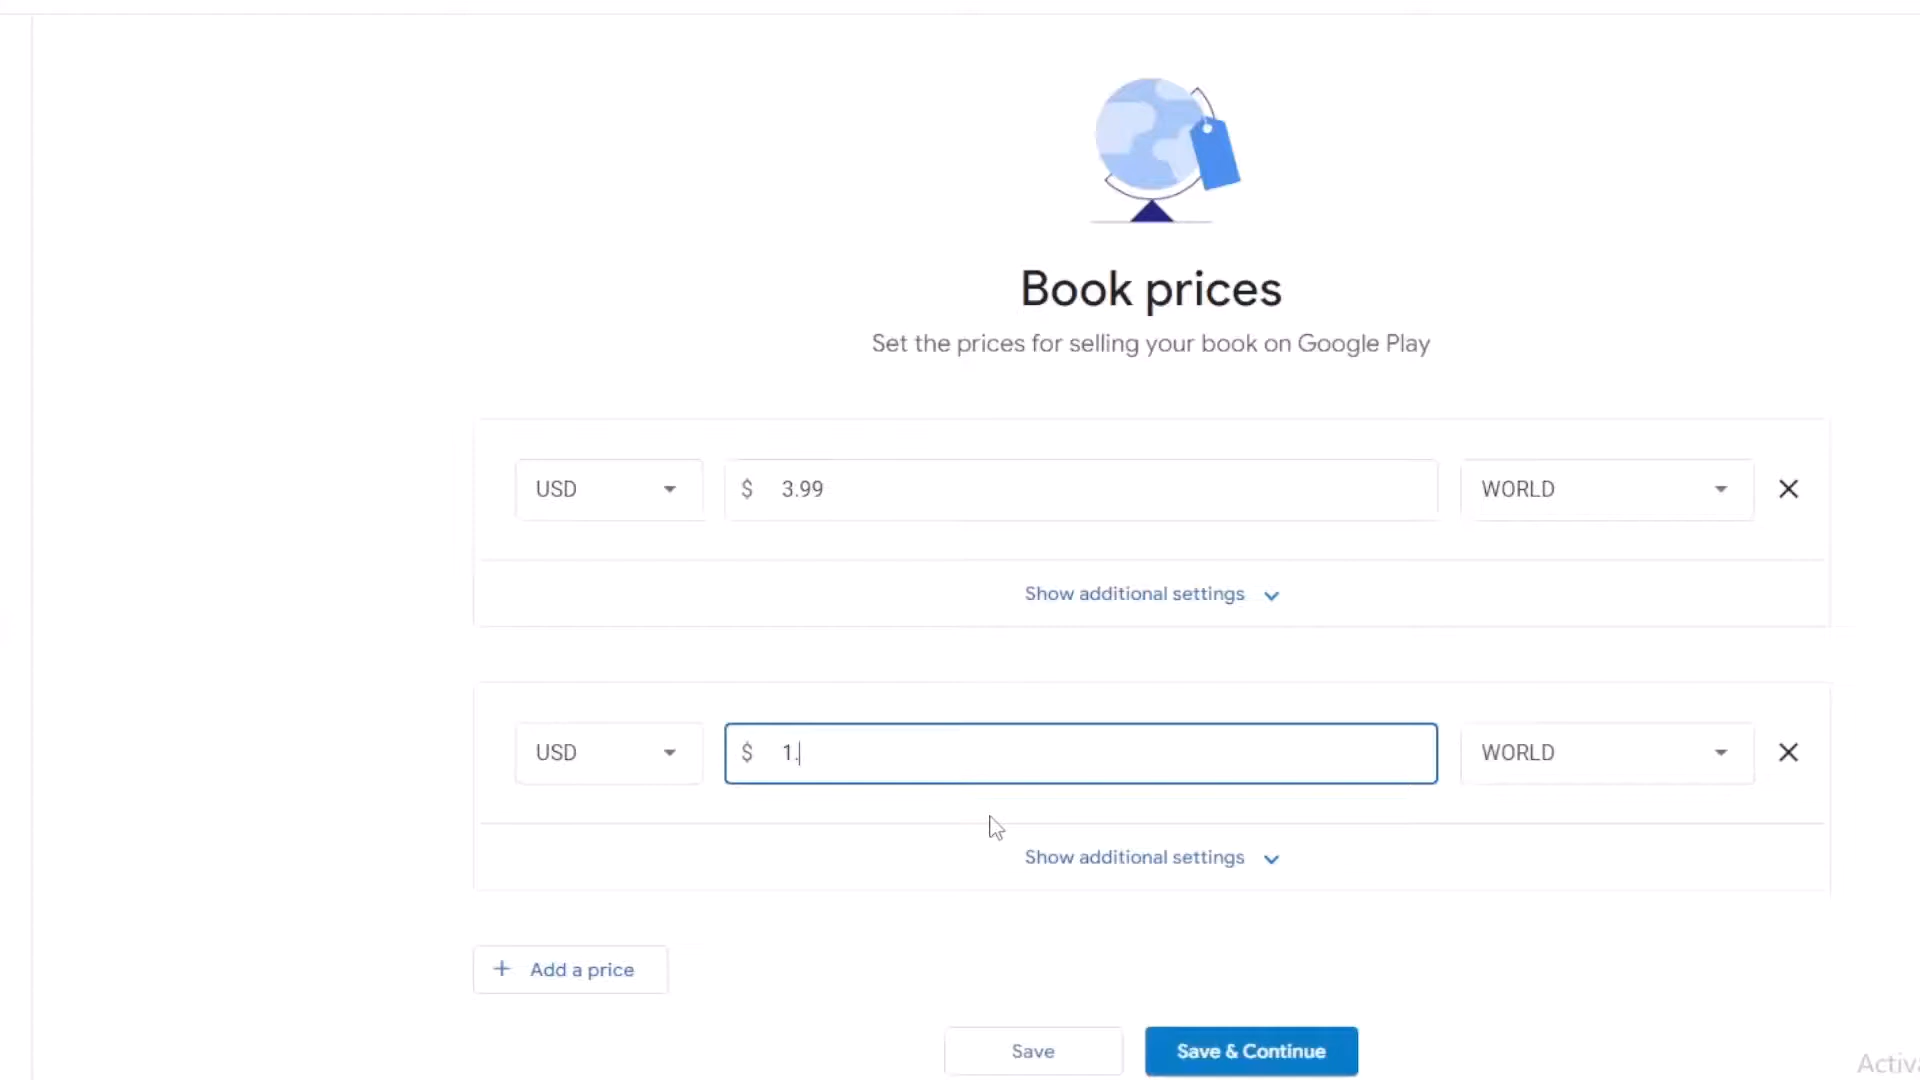 Book prices
Set the prices for selling your book on Google Play
USD $ 3.99 WORLD
Show additional settings
USD $ 1. WORLD
Show additional settings
+ Add a price
Save Save & Continue